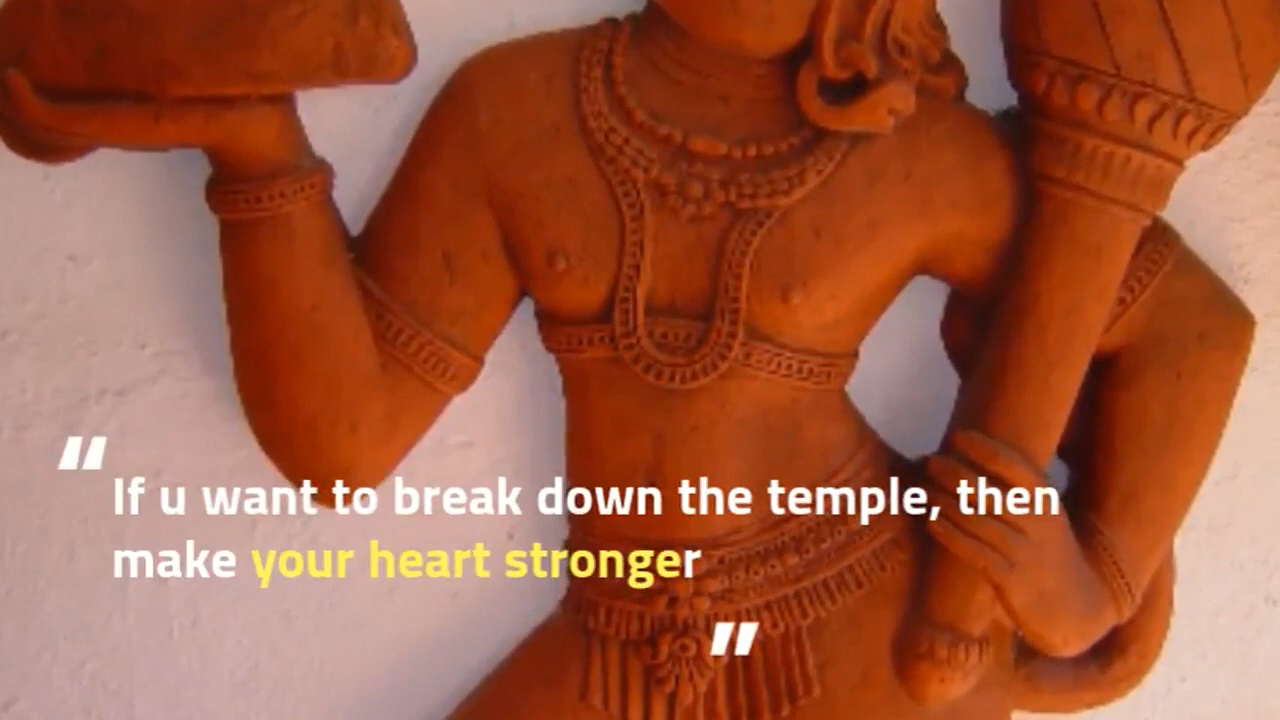 "If u want to break down the temple, then
make your heart stronger"